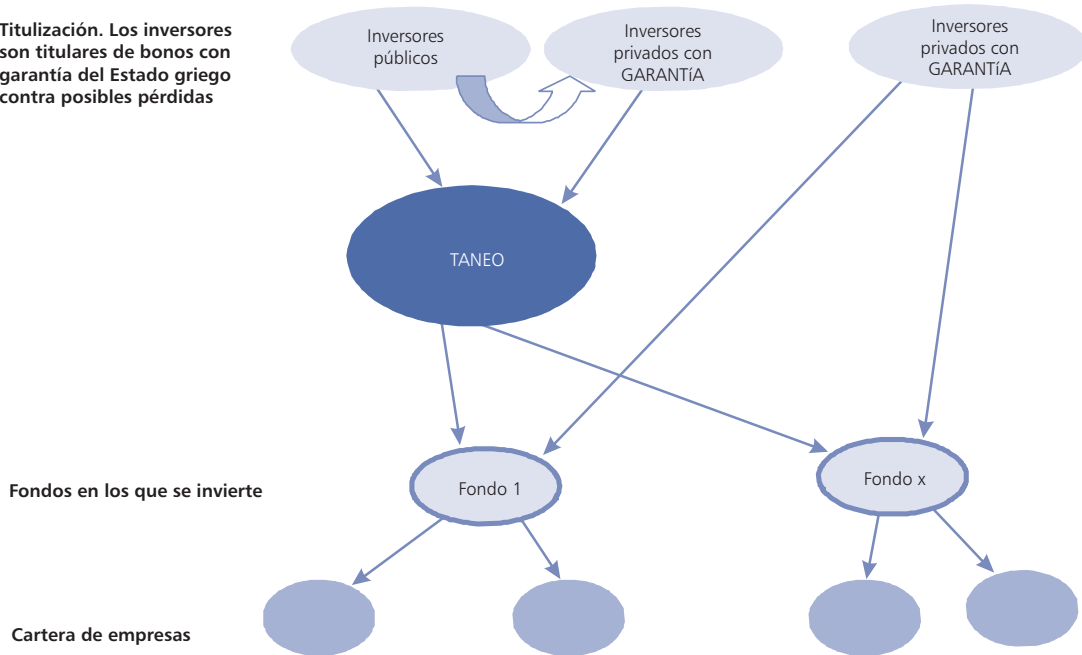 Titulización. Los inversores
son titulares de bonos con
garantía del Estado griego
contra posibles pérdidas
Inversores
públicos
Inversores
privados con
GARANTíA
Inversores
privados con
GARANTíA
TANEO
Fondos en los que se invierte
Fondo 1
Fondo x
Cartera de empresas